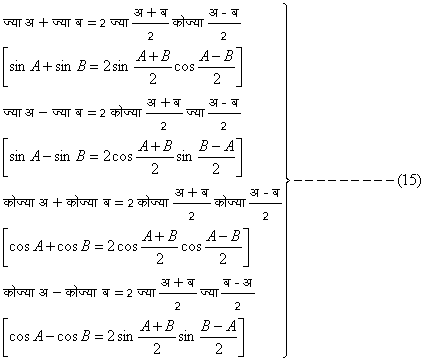 ज्या अ + ज्या ब = 2 ज्या (अ + ब)/2 कोज्या (अ - ब)/2
[sin A + sin B = 2 sin (A + B)/2 cos (A − B)/2]
ज्या अ − ज्या ब = 2 कोज्या (अ + ब)/2 ज्या (अ - ब)/2
[sin A − sin B = 2 cos (A + B)/2 sin (B − A)/2]
कोज्या अ + कोज्या ब = 2 कोज्या (अ + ब)/2 कोज्या (अ - ब)/2
[cos A + cos B = 2 cos (A + B)/2 cos (A − B)/2]
कोज्या अ − कोज्या ब = 2 ज्या (अ + ब)/2 ज्या (ब - अ)/2
[cos A − cos B = 2 sin (A + B)/2 sin (B − A)/2]
} − − − − − − − − − (15)